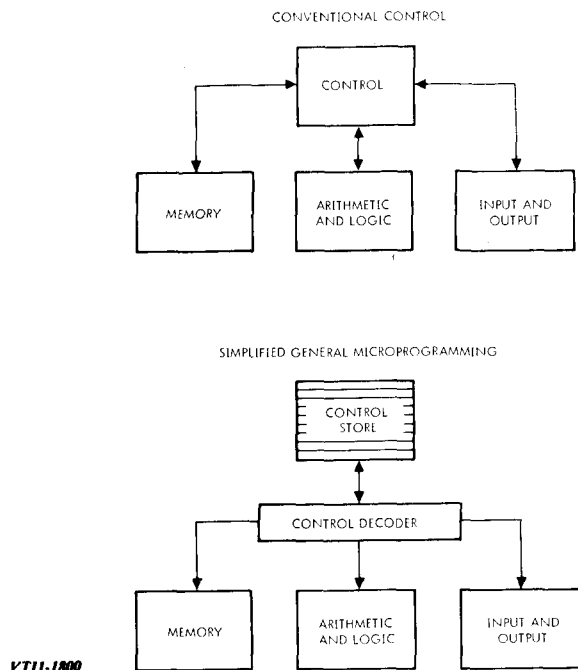 CONVENTIONAL CONTROL
CONTROL
MEMORY
ARITHMETIC
AND LOGIC
INPUT AND
OUTPUT
SIMPLIFIED GENERAL MICROPROGRAMMING
CONTROL
STORE
CONTROL DECODER
MEMORY
ARITHMETIC
AND LOGIC
INPUT AND
OUTPUT
VT11-1800